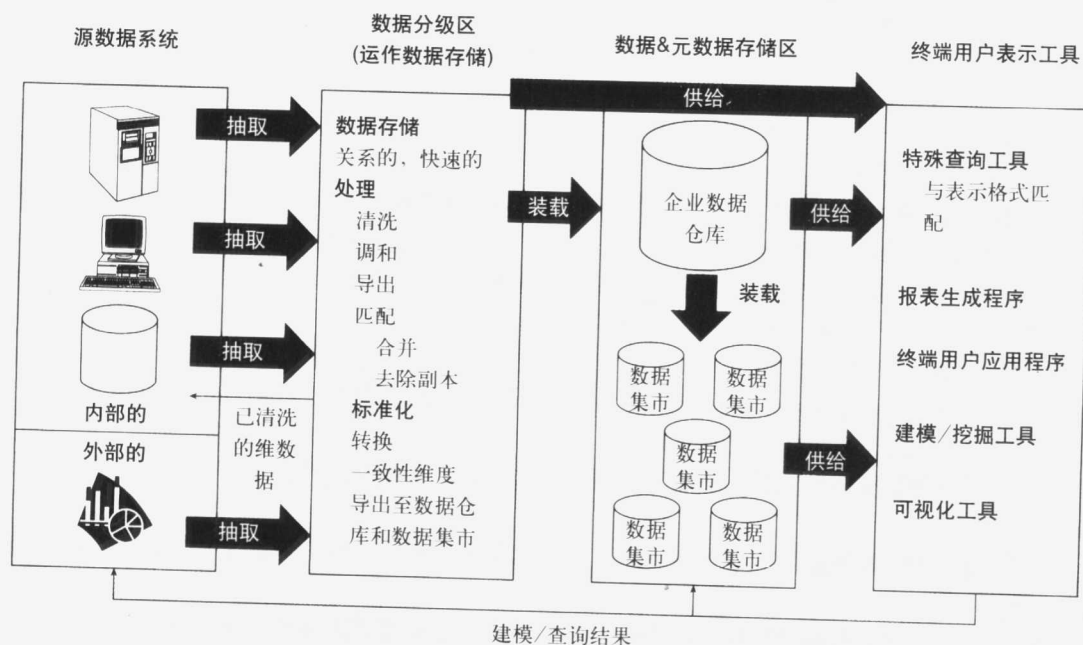 源数据系统
数据分级区
(运作数据存储)
数据&元数据存储区
终端用户表示工具
抽取
抽取
抽取
内部的
外部的
抽取
已清洗
的维数
据
数据存储
关系的、快速的
处理
清洗
调和
导出
匹配
合并
去除副本
标准化
转换
一致性维度
导出至数据仓
库和数据集市
供给
装载
企业数据
仓库
装载
数据
集市
数据
集市
数据
集市
数据
集市
数据
集市
供给
供给
特殊查询工具
与表示格式匹
配
报表生成程序
终端用户应用程序
建模/挖掘工具
可视化工具
建模/查询结果